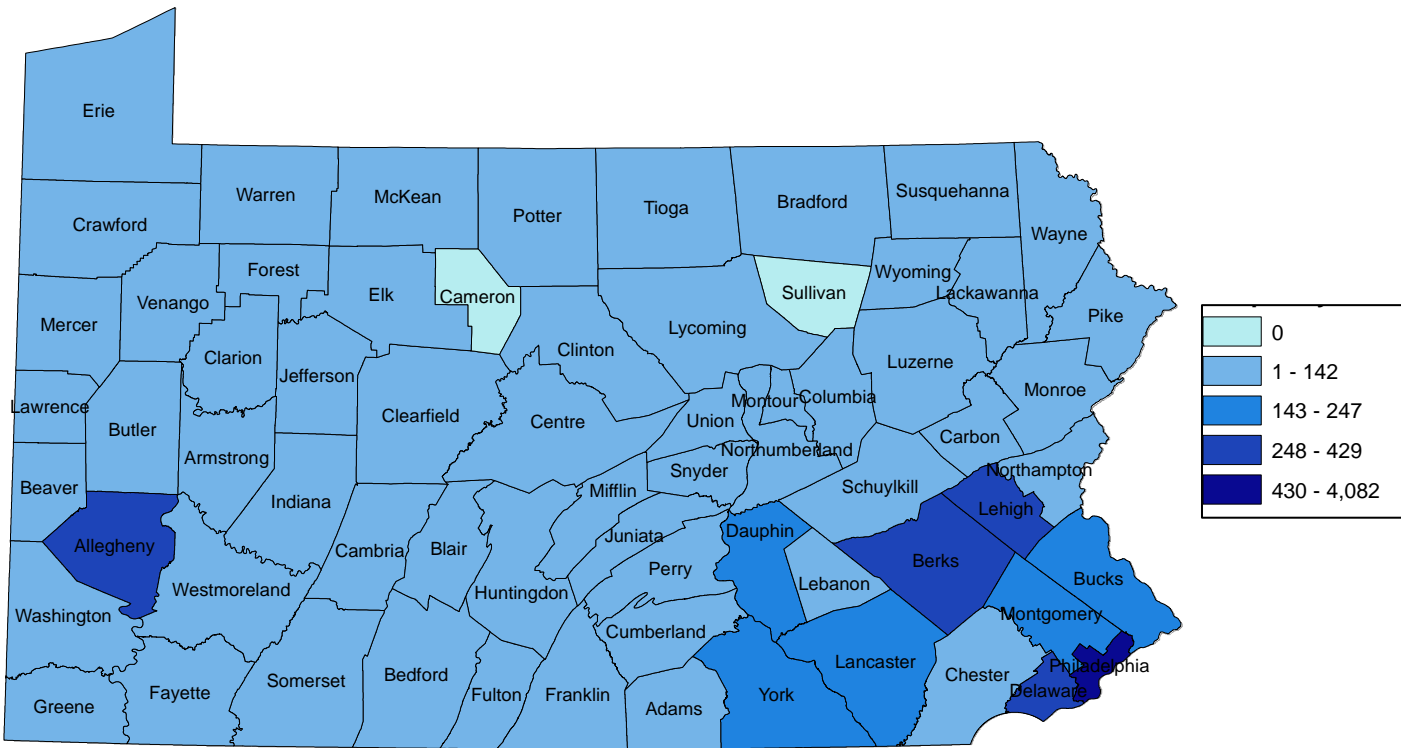 Erie
Warren
McKean
Potter
Tioga
Bradford
Susquehanna
Wayne
Crawford
Forest
Elk
Cameron
Sullivan
Wyoming
Lackawanna
Pike
Mercer
Venango
Clarion
Jefferson
Clinton
Lycoming
Luzerne
Monroe
Lawrence
Butler
Clearfield
Centre
Union
Montour
Columbia
Carbon
Armstrong
Northumberland
Snyder
Northampton
Beaver
Indiana
Mifflin
Schuylkill
Lehigh
Allegheny
Cambria
Blair
Juniata
Dauphin
Berks
Bucks
Westmoreland
Huntingdon
Perry
Lebanon
Washington
Cumberland
Montgomery
Greene
Fayette
Somerset
Bedford
Fulton
Franklin
Adams
York
Lancaster
Chester
Delaware
Philadelphia
0
1 - 142
143 - 247
248 - 429
430 - 4,082